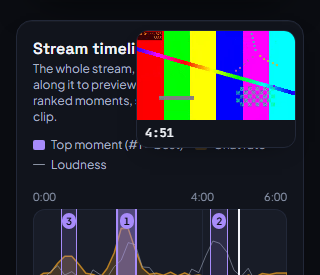 Stream timeli
The whole stream,
along it to preview
ranked moments,
clip.
4:51
Top moment (#1
Loudness
0:00
4:00
6:00
3
1
2